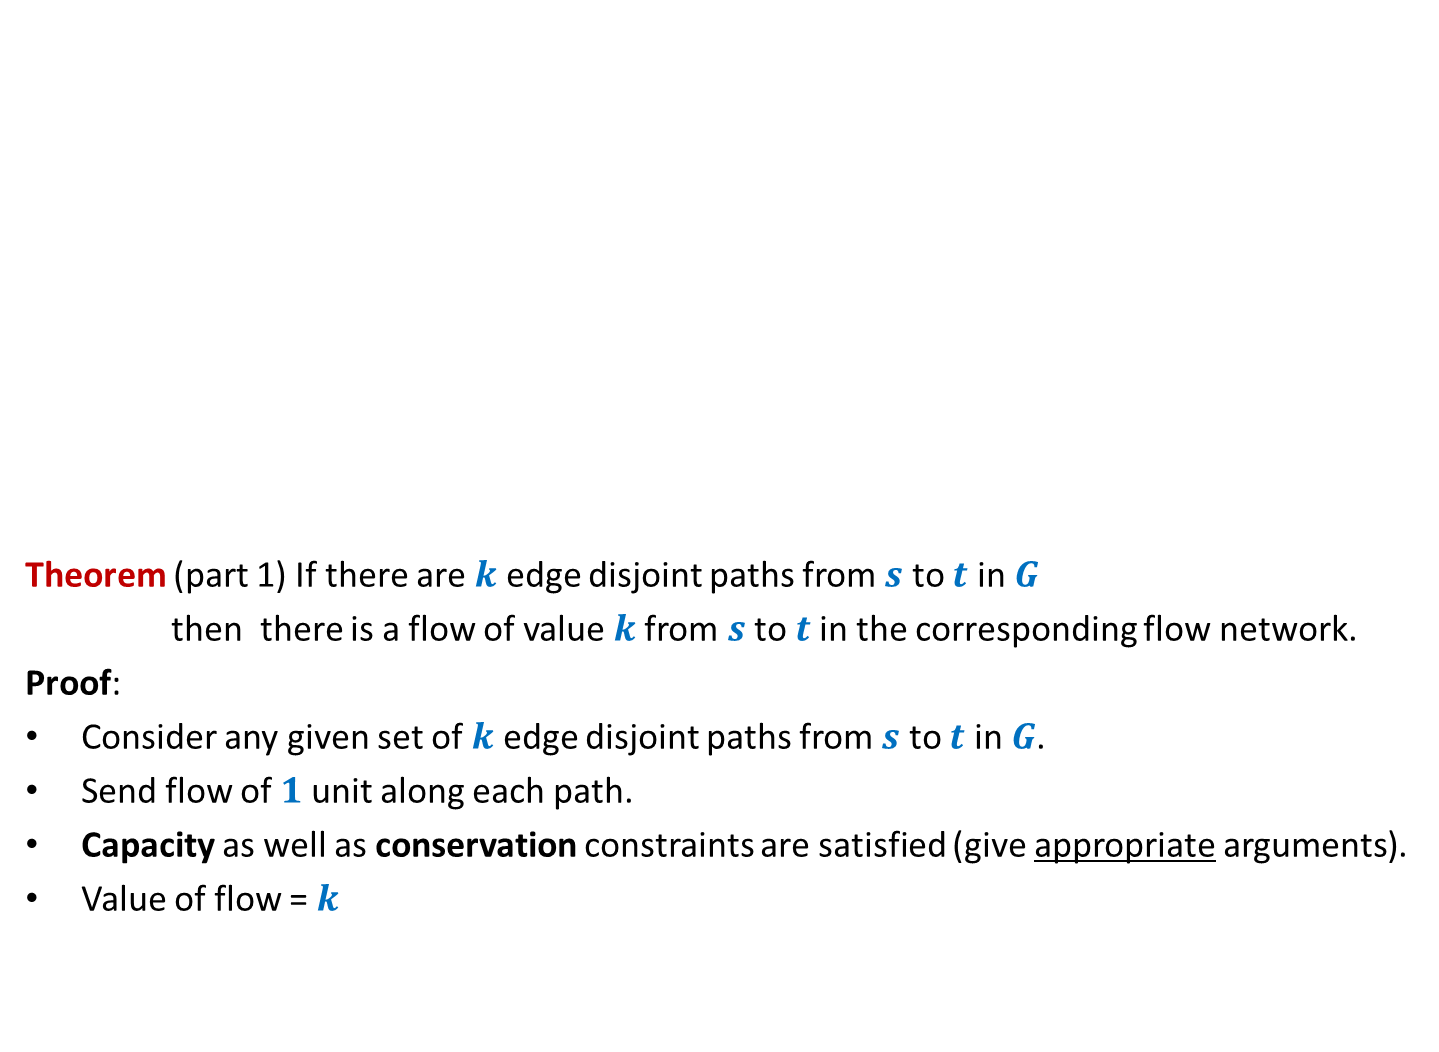 Theorem (part 1) If there are k edge disjoint paths from s to t in G
then there is a flow of value k from s to t in the corresponding flow network.
Proof:
• Consider any given set of k edge disjoint paths from s to t in G.
• Send flow of 1 unit along each path.
• Capacity as well as conservation constraints are satisfied (give appropriate arguments).
• Value of flow = k